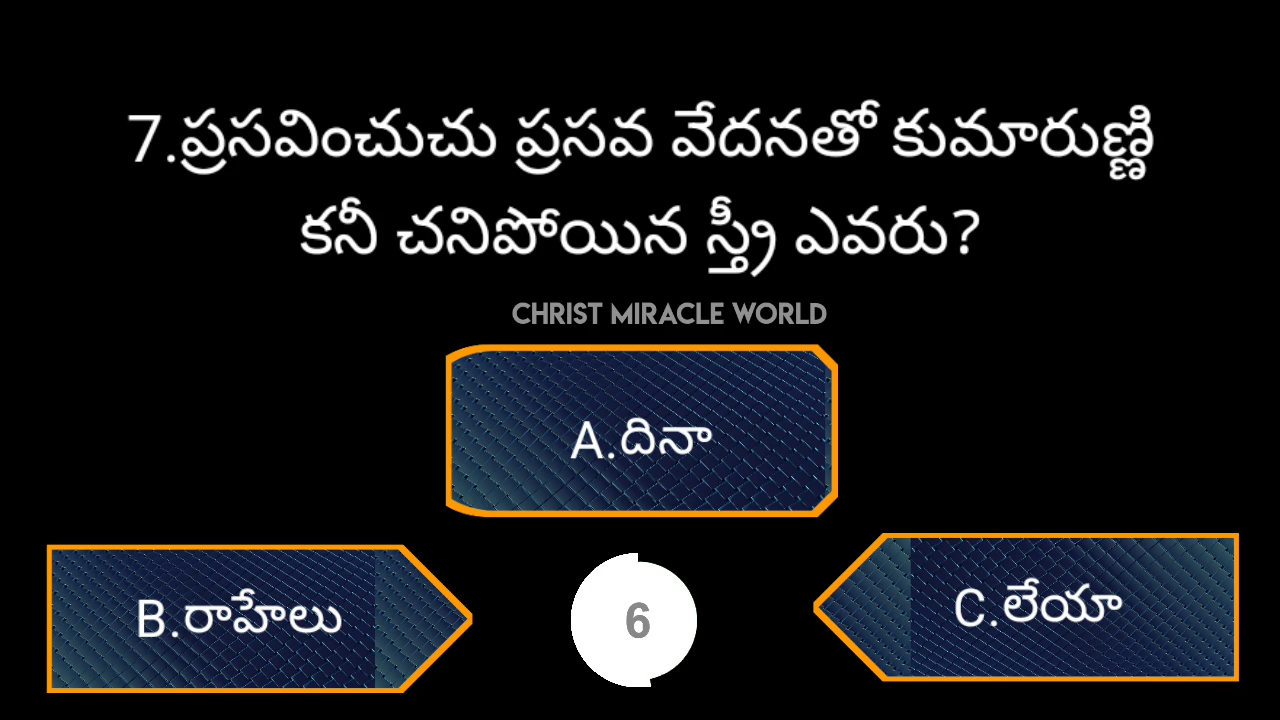 7.ప్రసవించుచు ప్రసవ వేదనతో కుమారుణ్ణి
కనీ చనిపోయిన స్త్రీ ఎవరు?
CHRIST MIRACLE WORLD
A.దినా
B.రాహేలు
6
C.లేయా